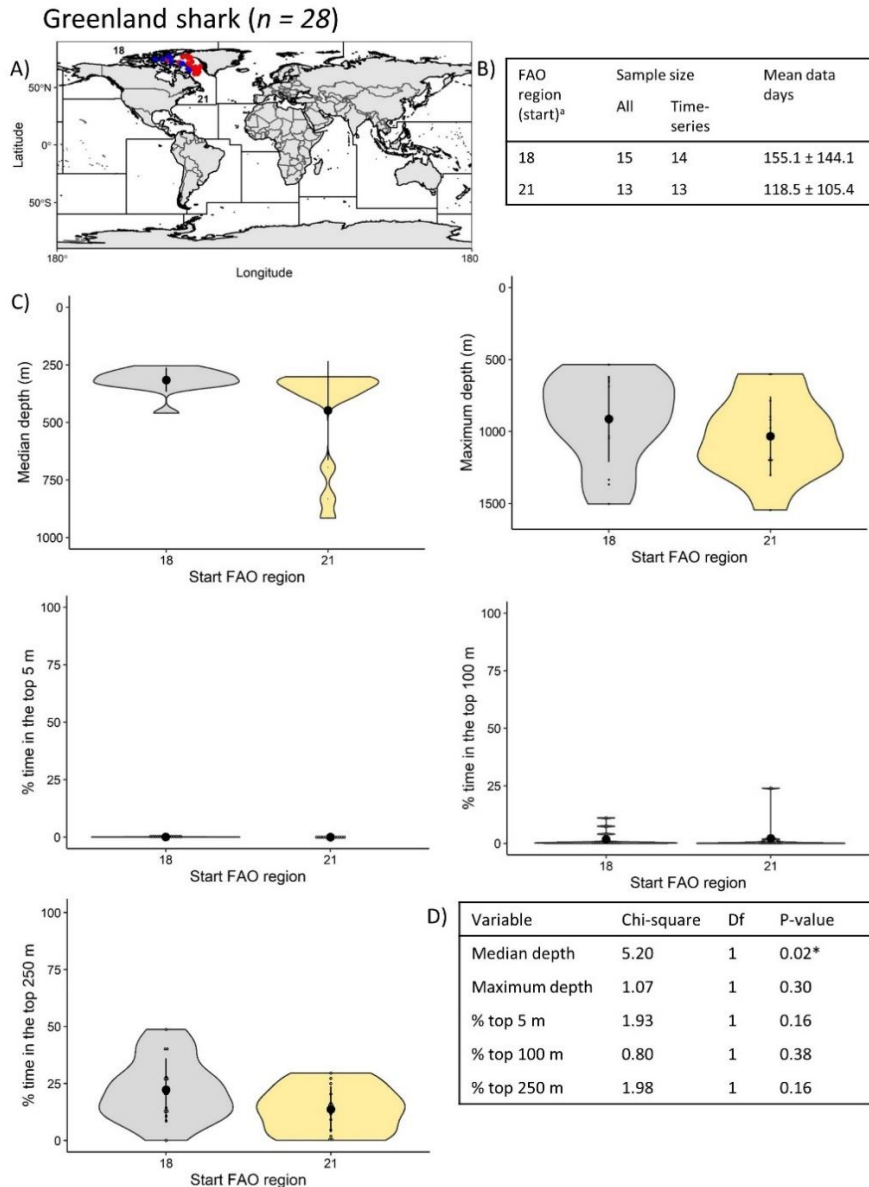 Greenland shark (n = 28)
A)
18
21
50°N
0°
50°S
180°
180
Latitude
Longitude
B)
FAO region (start)ᵃ
Sample size
Mean data days
All
Time-series
18 15 14 155.1 ± 144.1
21 13 13 118.5 ± 105.4
C)
0
250
500
750
1000
Median depth (m)
18 21
Start FAO region
0
500
1000
1500
Maximum depth (m)
18 21
Start FAO region
100
75
50
25
0
% time in the top 5 m
18 21
Start FAO region
100
75
50
25
0
% time in the top 100 m
18 21
Start FAO region
100
75
50
25
0
% time in the top 250 m
18 21
Start FAO region
D)
Variable Chi-square Df P-value
Median depth 5.20 1 0.02*
Maximum depth 1.07 1 0.30
% top 5 m 1.93 1 0.16
% top 100 m 0.80 1 0.38
% top 250 m 1.98 1 0.16